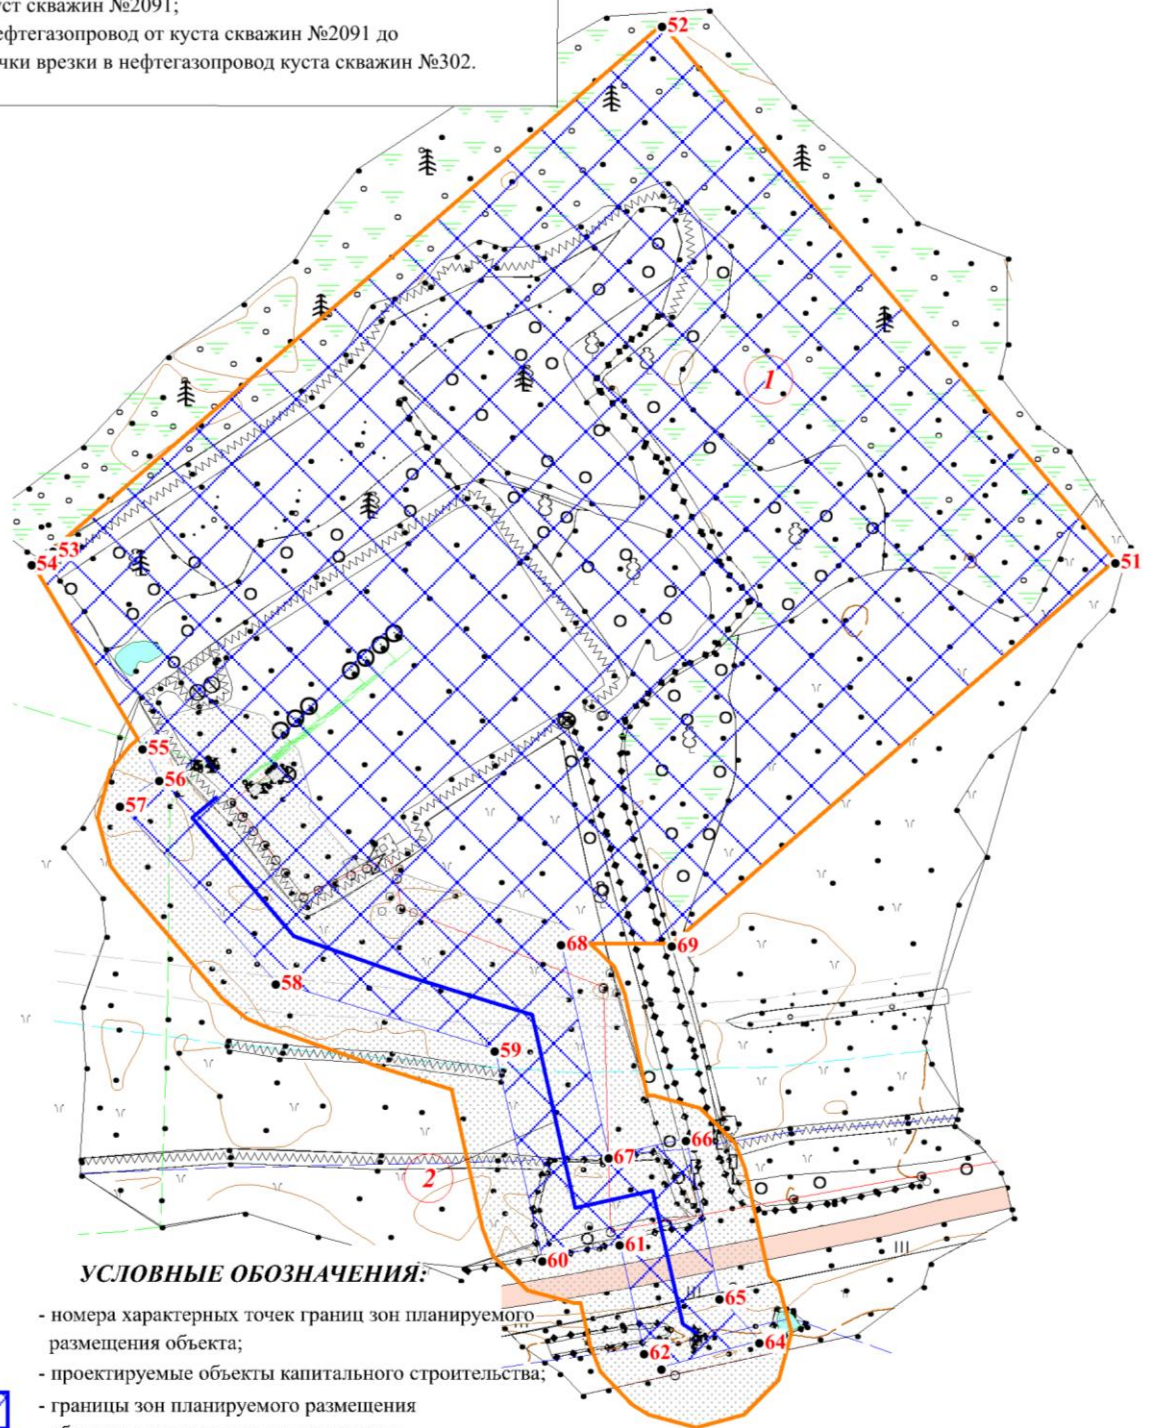 куст скважин №2091;
нефтегазопровод от куста скважин №2091 до
точки врезки в нефтегазопровод куста скважин №302.
52
1
53
54
51
55
56
57
68
69
58
59
66
67
2
61
60
65
64
62
УСЛОВНЫЕ ОБОЗНАЧЕНИЯ:
- номера характерных точек границ зон планируемого
размещения объекта;
- проектируемые объекты капитального строительства;
- границы зон планируемого размещения